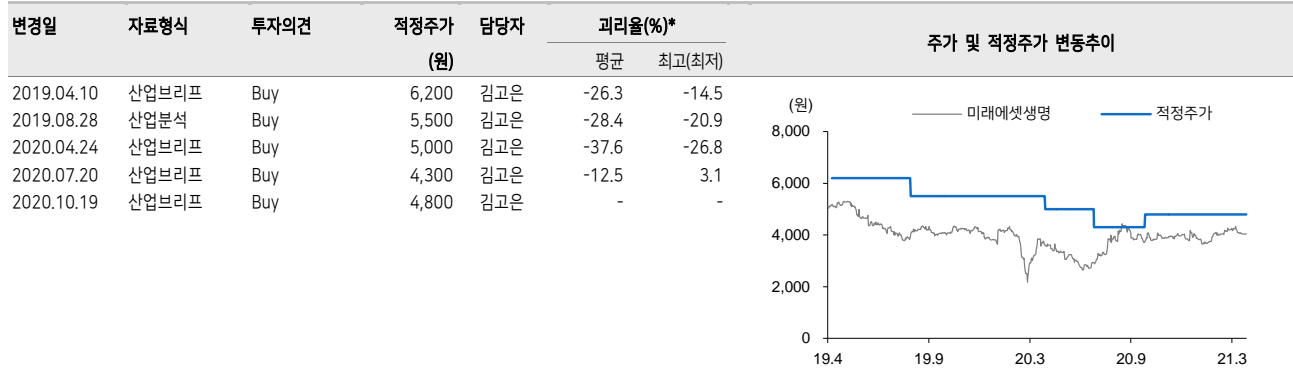 변경일 자료형식 투자의견 적정주가 담당자 괴리율(%)* 주가 및 적정주가 변동추이
(원) 평균 최고(최저)
2019.04.10 산업브리프 Buy 6,200 김고은 -26.3 -14.5
2019.08.28 산업분석 Buy 5,500 김고은 -28.4 -20.9
2020.04.24 산업브리프 Buy 5,000 김고은 -37.6 -26.8
2020.07.20 산업브리프 Buy 4,300 김고은 -12.5 3.1
2020.10.19 산업브리프 Buy 4,800 김고은 - -
(원) 미래에셋생명 적정주가
8,000
6,000
4,000
2,000
0
19.4 19.9 20.3 20.9 21.3